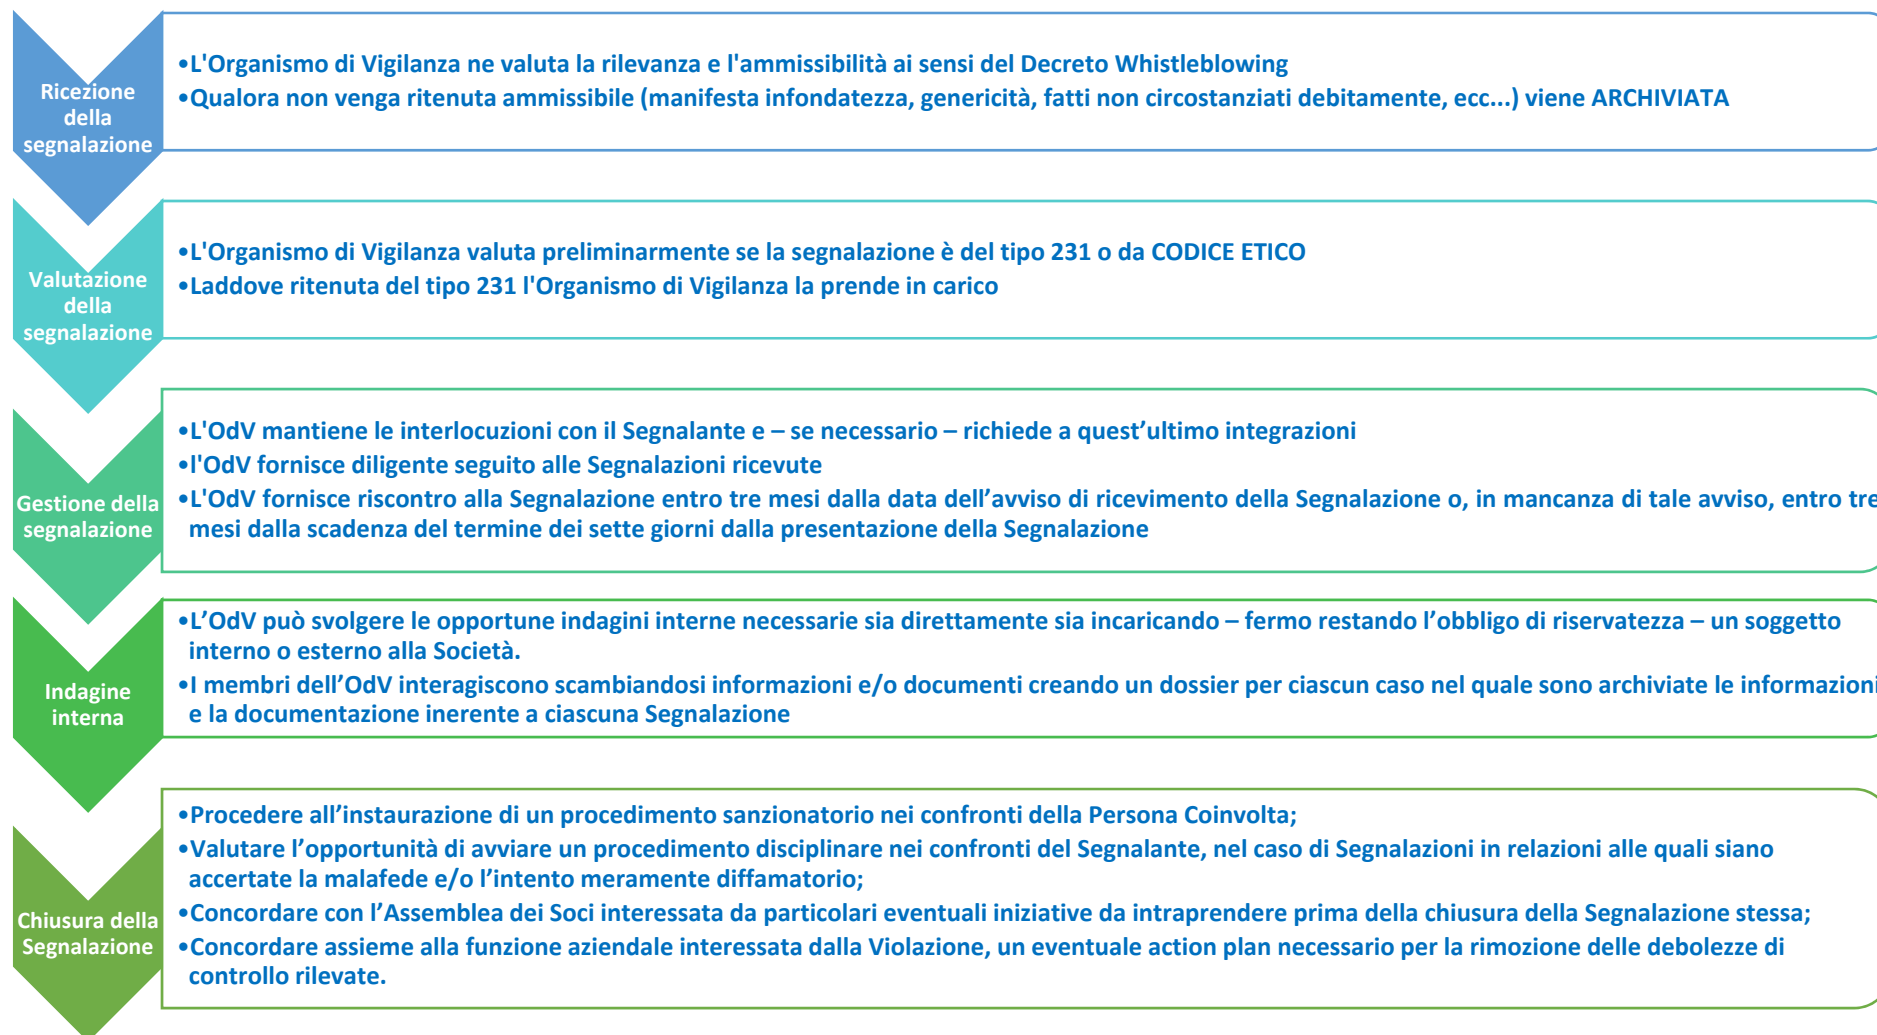 Ricezione
della
segnalazione
•L'Organismo di Vigilanza ne valuta la rilevanza e l'ammissibilità ai sensi del Decreto Whistleblowing
•Qualora non venga ritenuta ammissibile (manifesta infondatezza, genericità, fatti non circostanziati debitamente, ecc...) viene ARCHIVIATA
Valutazione
della
segnalazione
•L'Organismo di Vigilanza valuta preliminarmente se la segnalazione è del tipo 231 o da CODICE ETICO
•Laddove ritenuta del tipo 231 l'Organismo di Vigilanza la prende in carico
Gestione della
segnalazione
•L'OdV mantiene le interlocuzioni con il Segnalante e – se necessario – richiede a quest’ultimo integrazioni
•l'OdV fornisce diligente seguito alle Segnalazioni ricevute
•L'OdV fornisce riscontro alla Segnalazione entro tre mesi dalla data dell’avviso di ricevimento della Segnalazione o, in mancanza di tale avviso, entro tre
mesi dalla scadenza del termine dei sette giorni dalla presentazione della Segnalazione
Indagine
interna
•L’OdV può svolgere le opportune indagini interne necessarie sia direttamente sia incaricando – fermo restando l’obbligo di riservatezza – un soggetto
interno o esterno alla Società.
•I membri dell’OdV interagiscono scambiandosi informazioni e/o documenti creando un dossier per ciascun caso nel quale sono archiviate le informazioni
e la documentazione inerente a ciascuna Segnalazione
Chiusura della
Segnalazione
•Procedere all’instaurazione di un procedimento sanzionatorio nei confronti della Persona Coinvolta;
•Valutare l’opportunità di avviare un procedimento disciplinare nei confronti del Segnalante, nel caso di Segnalazioni in relazioni alle quali siano
accertate la malafede e/o l’intento meramente diffamatorio;
•Concordare con l’Assemblea dei Soci interessata da particolari eventuali iniziative da intraprendere prima della chiusura della Segnalazione stessa;
•Concordare assieme alla funzione aziendale interessata dalla Violazione, un eventuale action plan necessario per la rimozione delle debolezze di
controllo rilevate.